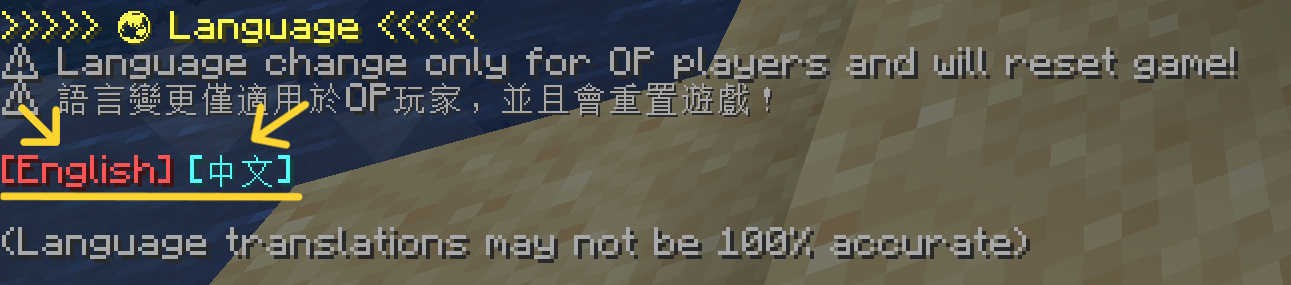 >>>>> 🌏 Language <<<<<
⚠ Language change only for OP players and will reset game!
⚠ 語言變更僅適用於OP玩家，並且會重置遊戲！
[English] [中文]
(Language translations may not be 100% accurate)